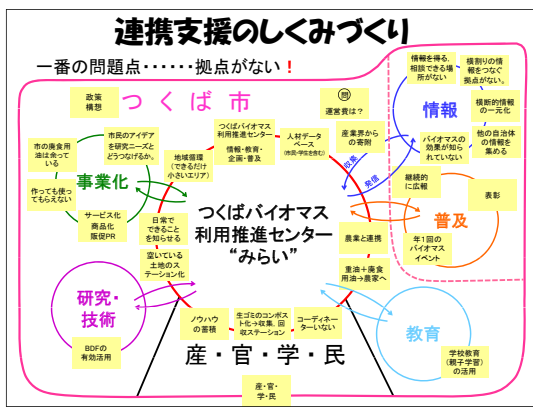 連携支援のしくみづくり
一番の問題点‥‥‥拠点がない！
政策
構想
つくば市
問
運営費は？
情報を得る、
相談できる場
所がない
横割りの情
報をつなぐ
拠点がない。
情報
横断的情報
の一元化
他の自治体
の情報を
集める
バイオマスの
効果が知ら
れていない
市の廃食用
油は余って
いる
市民のアイデア
を研究ニーズと
どうつなげるか。
事業化
作っても使っ
てもらえない
サービス化
商品化
販促PR
つくばバイオマス
利用推進センター
情報・教育・
企画・普及
人材データ
ベース
(市民・学生を含む)
産業界から
の寄附
地域循環
（できるだけ
小さいエリア）
収集
発信
つくばバイオマス
利用推進センター
“みらい”
日常で
できること
を知らせる
空いている
土地のス
テーション化
継続的
に広報
表彰
普及
年1回の
バイオマス
イベント
農業と連携
重油＋廃食
用油→農家へ
研究・
技術
BDFの
有効活用
ノウハウ
の蓄積
生ゴミのコンポス
ト化→収集、回
収ステーション
コーディネー
ターいない
教育
学校教育
（親子学習）
の活用
産・官・学・民
産・官・
学・民